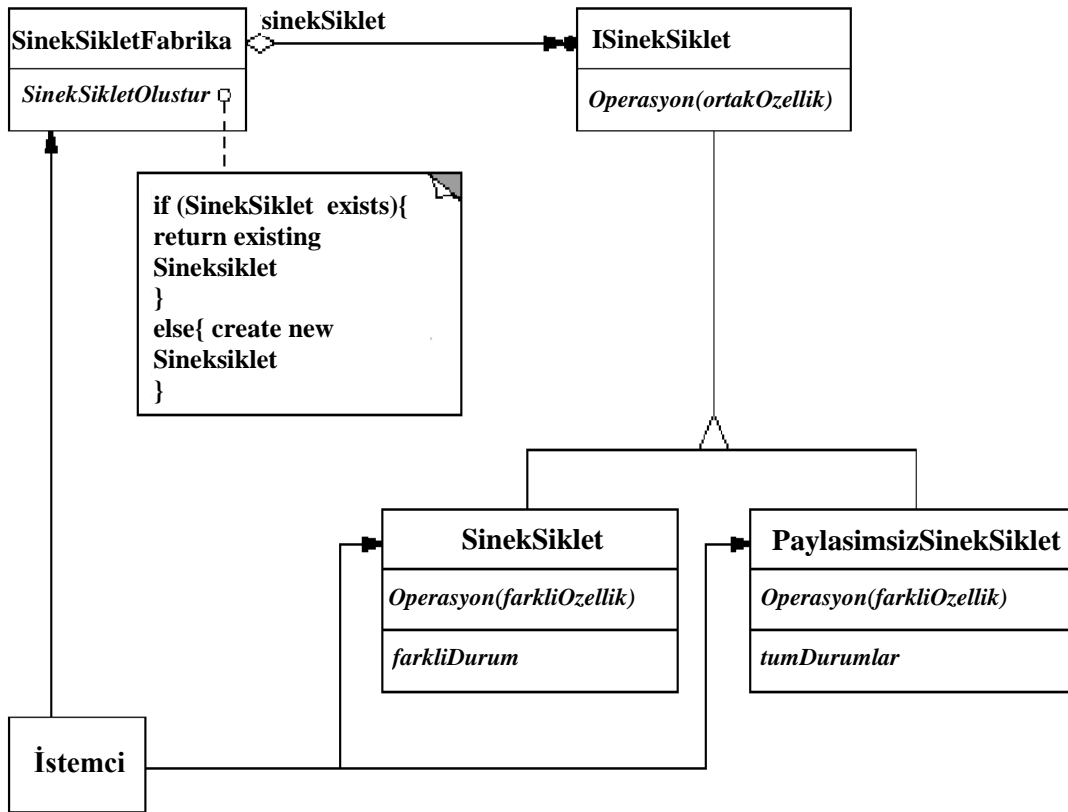 SinekSikletFabrika
SinekSikletOlustur
sinekSiklet
ISinekSiklet
Operasyon(ortakOzellik)
if (SinekSiklet exists){
return existing
Sineksiklet
}
else{ create new
Sineksiklet
}
SinekSiklet
Operasyon(farkliOzellik)
farkliDurum
PaylasimsizSinekSiklet
Operasyon(farkliOzellik)
tumDurumlar
İstemci